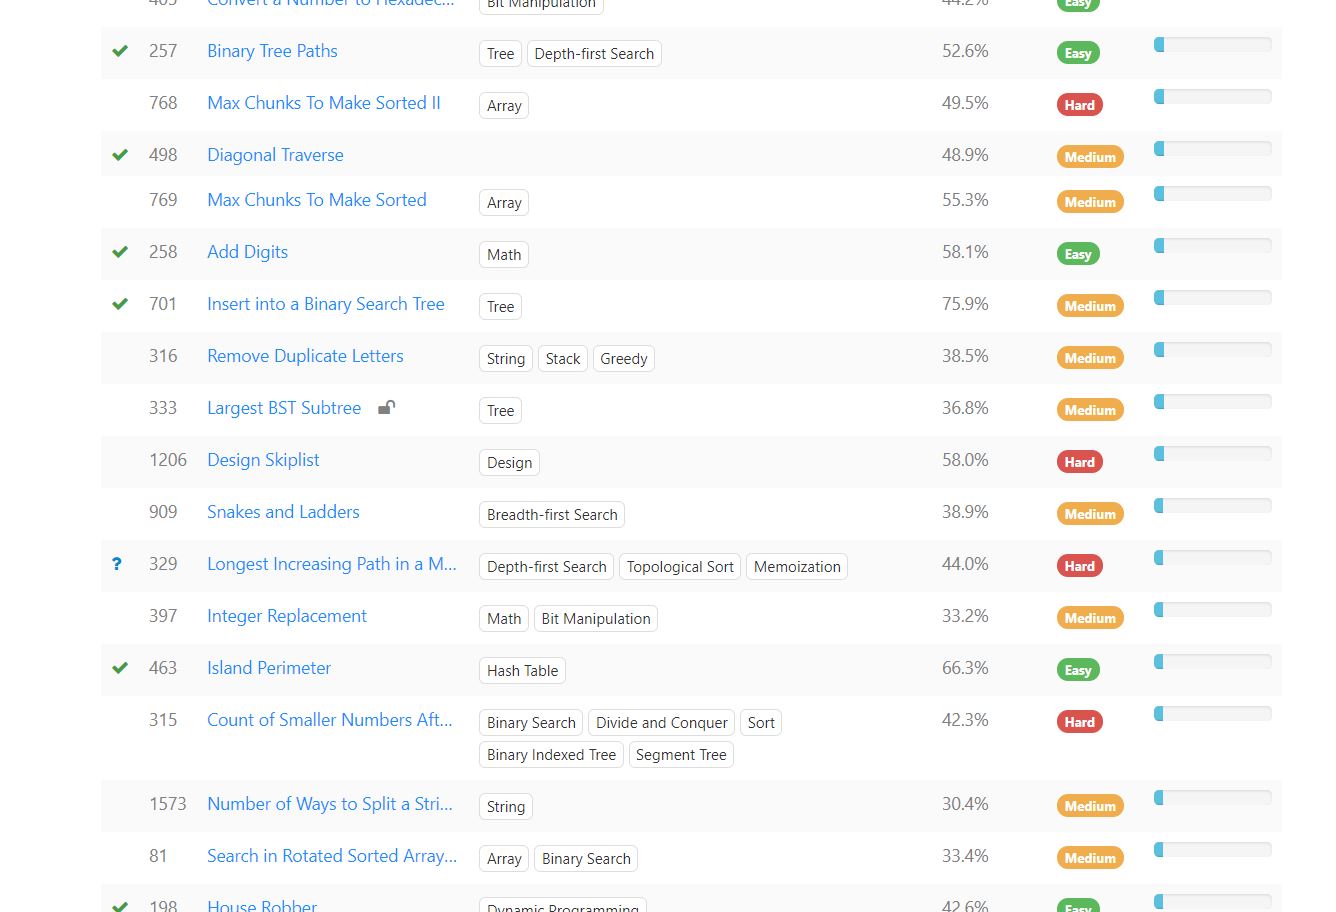 405 Convert a Number to Hexadec... Bit Manipulation 44.2% Easy
257 Binary Tree Paths Tree Depth-first Search 52.6% Easy
768 Max Chunks To Make Sorted II Array 49.5% Hard
498 Diagonal Traverse 48.9% Medium
769 Max Chunks To Make Sorted Array 55.3% Medium
258 Add Digits Math 58.1% Easy
701 Insert into a Binary Search Tree Tree 75.9% Medium
316 Remove Duplicate Letters String Stack Greedy 38.5% Medium
333 Largest BST Subtree Tree 36.8% Medium
1206 Design Skiplist Design 58.0% Hard
909 Snakes and Ladders Breadth-first Search 38.9% Medium
? 329 Longest Increasing Path in a M... Depth-first Search Topological Sort Memoization 44.0% Hard
397 Integer Replacement Math Bit Manipulation 33.2% Medium
463 Island Perimeter Hash Table 66.3% Easy
315 Count of Smaller Numbers Aft... Binary Search Divide and Conquer Sort 42.3% Hard
Binary Indexed Tree Segment Tree
1573 Number of Ways to Split a Stri... String 30.4% Medium
81 Search in Rotated Sorted Array... Array Binary Search 33.4% Medium
198 House Robber Dynamic Programming 42.6% Easy